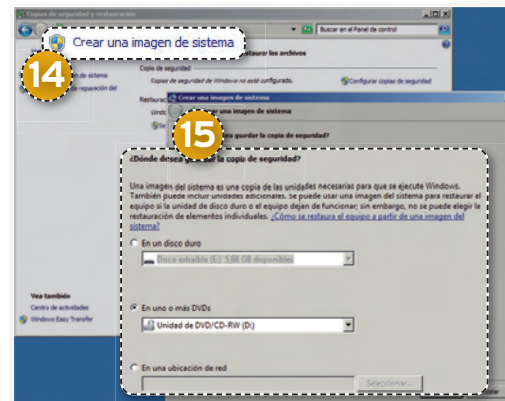 Copias de seguridad y restauración
Buscar en el Panel de control
Crear una imagen de sistema
14
restaurar los archivos
Copia de seguridad
Copias de seguridad de Windows no está configurado.
Configurar copias de seguridad
n de sistema
de reparación del
Restaurac
Crear una imagen de sistema
Windo
ar una imagen de sistema
Se
15
ea guardar la copia de seguridad?
¿Dónde desea guardar la copia de seguridad?
Una imagen del sistema es una copia de las unidades necesarias para que se ejecute Windows.
También puede incluir unidades adicionales. Se puede usar una imagen del sistema para restaurar el
equipo si la unidad de disco duro o el equipo dejan de funcionar; sin embargo, no se puede elegir la
restauración de elementos individuales. ¿Cómo se restaura el equipo a partir de una imagen del
sistema?
En un disco duro
Disco extraíble (E:) 5,68 GB disponibles
Vea también
Centro de actividades
Windows Easy Transfer
En uno o más DVDs
Unidad de DVD/CD-RW (D:)
En una ubicación de red
Seleccionar...
elar